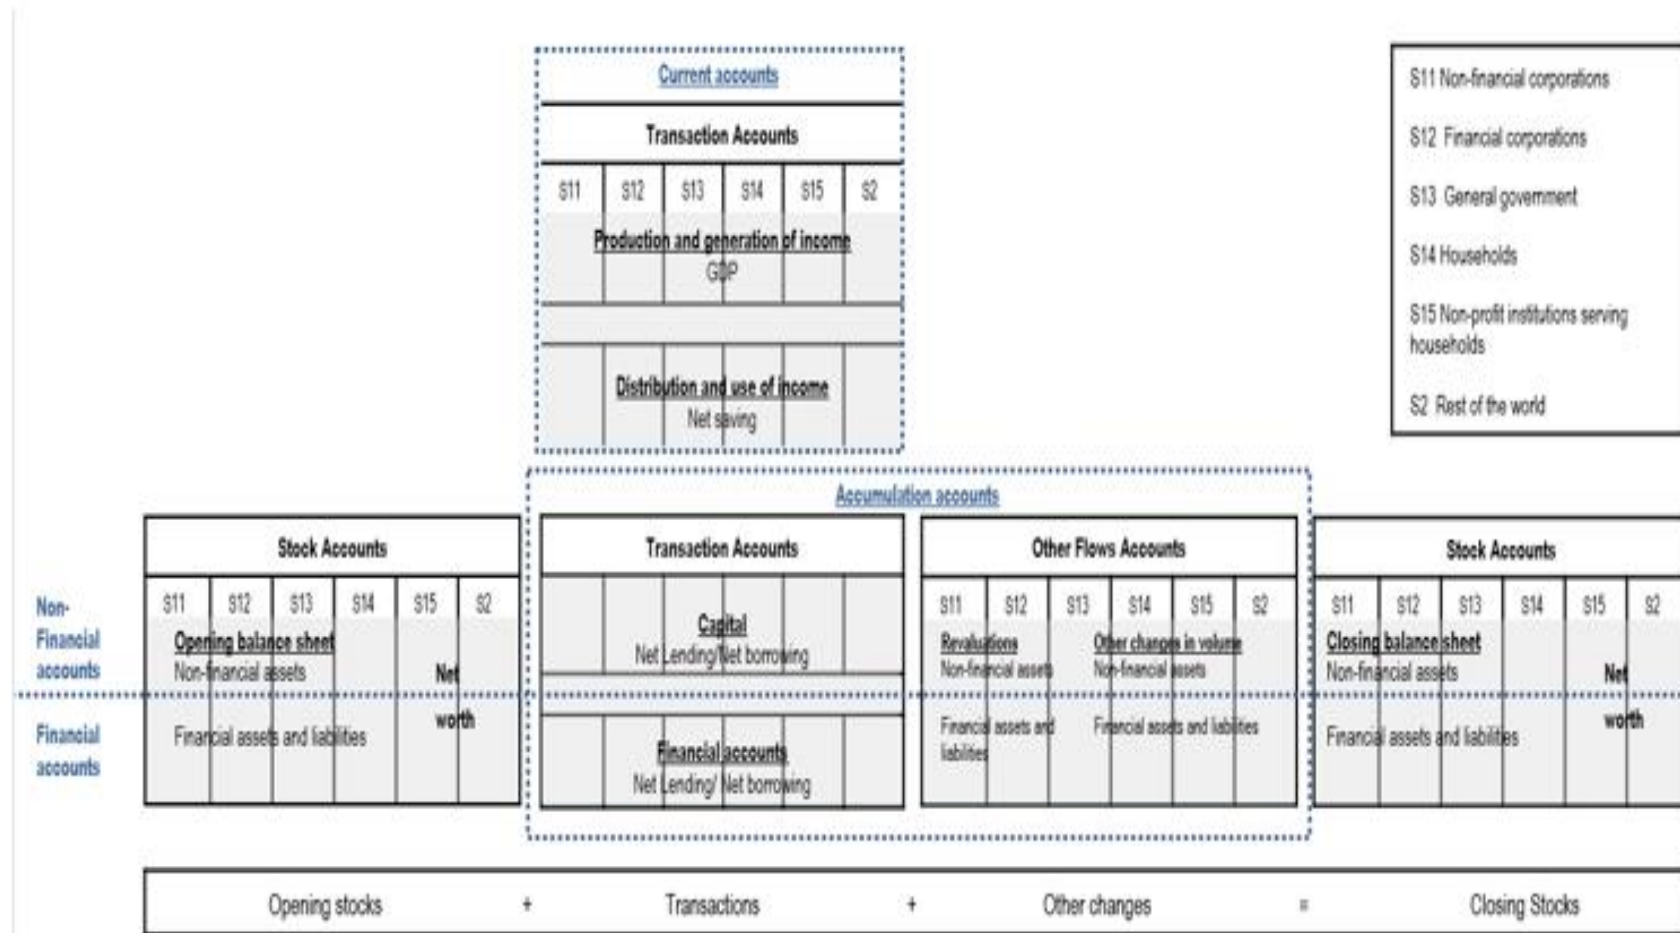 Current accounts
Transaction Accounts
S11 S12 S13 S14 S15 S2
Production and generation of income
GDP
Distribution and use of income
Net saving
S11 Non-financial corporations
S12 Financial corporations
S13 General government
S14 Households
S15 Non-profit institutions serving
households
S2 Rest of the world
Accumulation accounts
Non-
Financial
accounts
Financial
accounts
Stock Accounts
S11 S12 S13 S14 S15 S2
Opening balance sheet
Non-financial assets
Financial assets and liabilities
Net
worth
Transaction Accounts
Capital
Net Lending/Net borrowing
Financial accounts
Net Lending/ Net borrowing
Other Flows Accounts
S11 S12 S13 S14 S15 S2
Revaluations
Non-financial assets
Financial assets and
liabilities
Other changes in volume
Non-financial assets
Financial assets and liabilities
Stock Accounts
S11 S12 S13 S14 S15 S2
Closing balance sheet
Non-financial assets
Financial assets and liabilities
Net
worth
Opening stocks + Transactions + Other changes = Closing Stocks